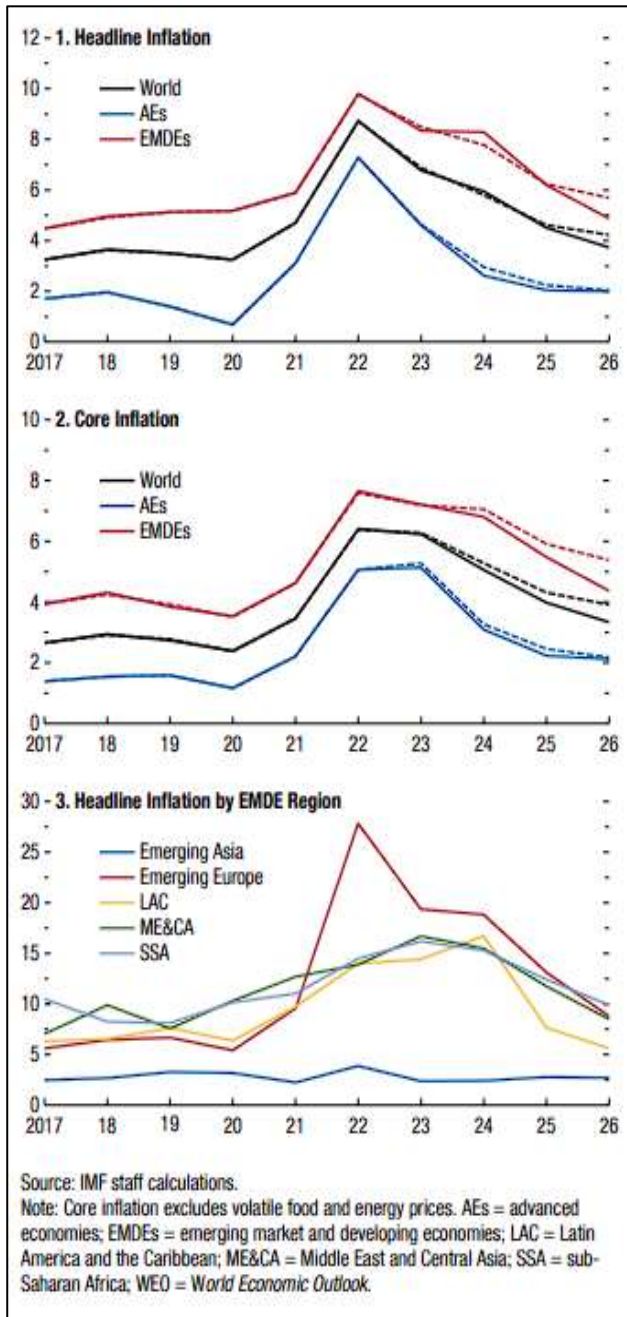 12 - 1. Headline Inflation
World
10
AEs
EMDEs
8
6
4
2
0
2017 18 19 20 21 22 23 24 25 26
10 - 2. Core Inflation
World
8
AEs
EMDEs
6
4
2
0
2017 18 19 20 21 22 23 24 25 26
30 - 3. Headline Inflation by EMDE Region
Emerging Asia
25
Emerging Europe
LAC
20
ME&CA
SSA
15
10
5
0
2017 18 19 20 21 22 23 24 25 26
Source: IMF staff calculations.
Note: Core inflation excludes volatile food and energy prices. AEs = advanced
economies; EMDEs = emerging market and developing economies; LAC = Latin
America and the Caribbean; ME&CA = Middle East and Central Asia; SSA = sub-
Saharan Africa; WEO = World Economic Outlook.